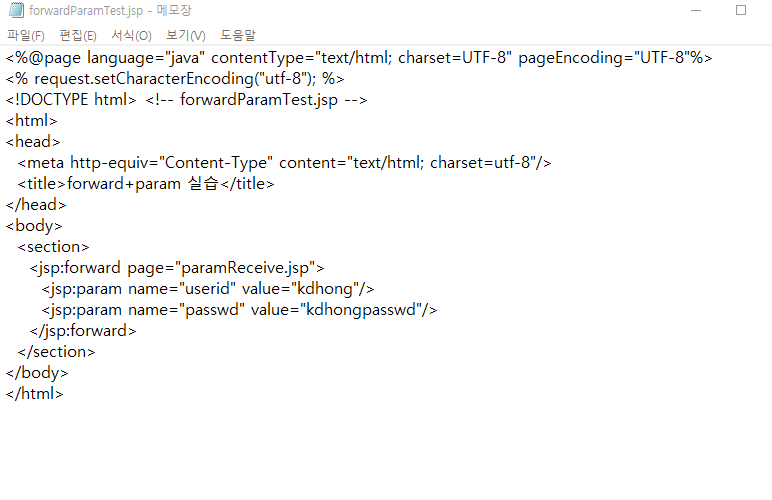 forwardParamTest.jsp - 메모장
파일(F) 편집(E) 서식(O) 보기(V) 도움말
<%@page language="java" contentType="text/html; charset=UTF-8" pageEncoding="UTF-8"%>
<% request.setCharacterEncoding("utf-8"); %>
<!DOCTYPE html> <!-- forwardParamTest.jsp -->
<html>
<head>
<meta http-equiv="Content-Type" content="text/html; charset=utf-8"/>
<title>forward+param 실습</title>
</head>
<body>
<section>
<jsp:forward page="paramReceive.jsp">
<jsp:param name="userid" value="kdhong"/>
<jsp:param name="passwd" value="kdhongpasswd"/>
</jsp:forward>
</section>
</body>
</html>